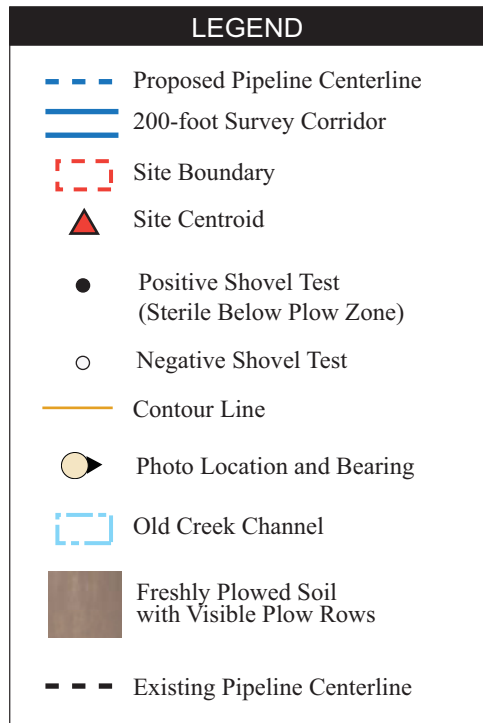 LEGEND
Proposed Pipeline Centerline
200-foot Survey Corridor
Site Boundary
Site Centroid
Positive Shovel Test
(Sterile Below Plow Zone)
Negative Shovel Test
Contour Line
Photo Location and Bearing
Old Creek Channel
Freshly Plowed Soil
with Visible Plow Rows
Existing Pipeline Centerline